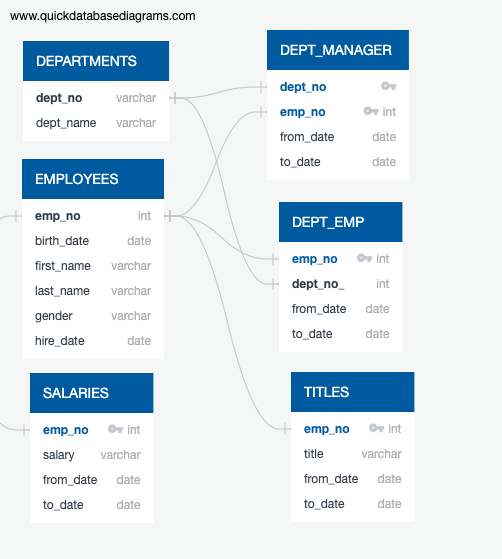 www.quickdatabasediagrams.com
DEPARTMENTS
dept_no varchar
dept_name varchar
DEPT_MANAGER
dept_no
emp_no int
from_date date
to_date date
EMPLOYEES
emp_no int
birth_date date
first_name varchar
last_name varchar
gender varchar
hire_date date
DEPT_EMP
emp_no int
dept_no_ int
from_date date
to_date date
SALARIES
emp_no int
salary varchar
from_date date
to_date date
TITLES
emp_no int
title varchar
from_date date
to_date date